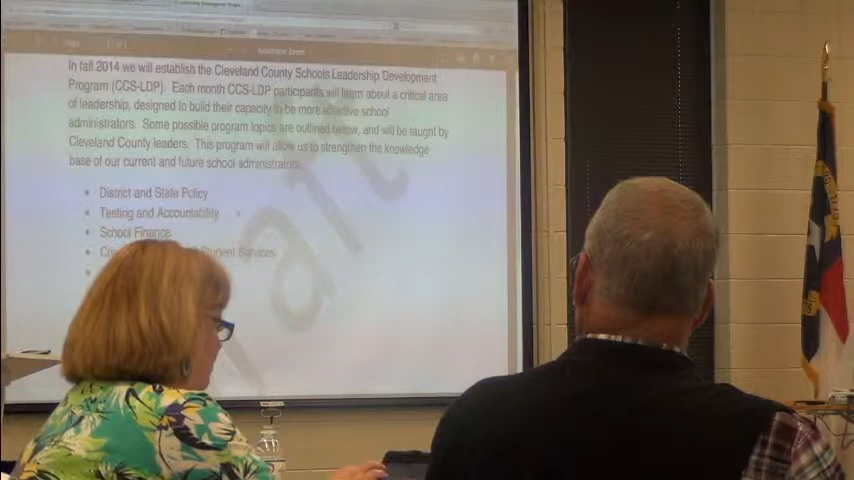 In fall 2014 we will establish the Cleveland County Schools Leadership Development
Program (CCS-LDP). Each month CCS-LDP participants will learn about a critical area
of leadership, designed to build their capacity to be more effective school
administrators. Some possible program topics are outlined below, and will be taught by
Cleveland County leaders. This program will allow us to strengthen the knowledge
base of our current and future school administrators.
District and State Policy
Testing and Accountability
School Finance
Student Services
Draft